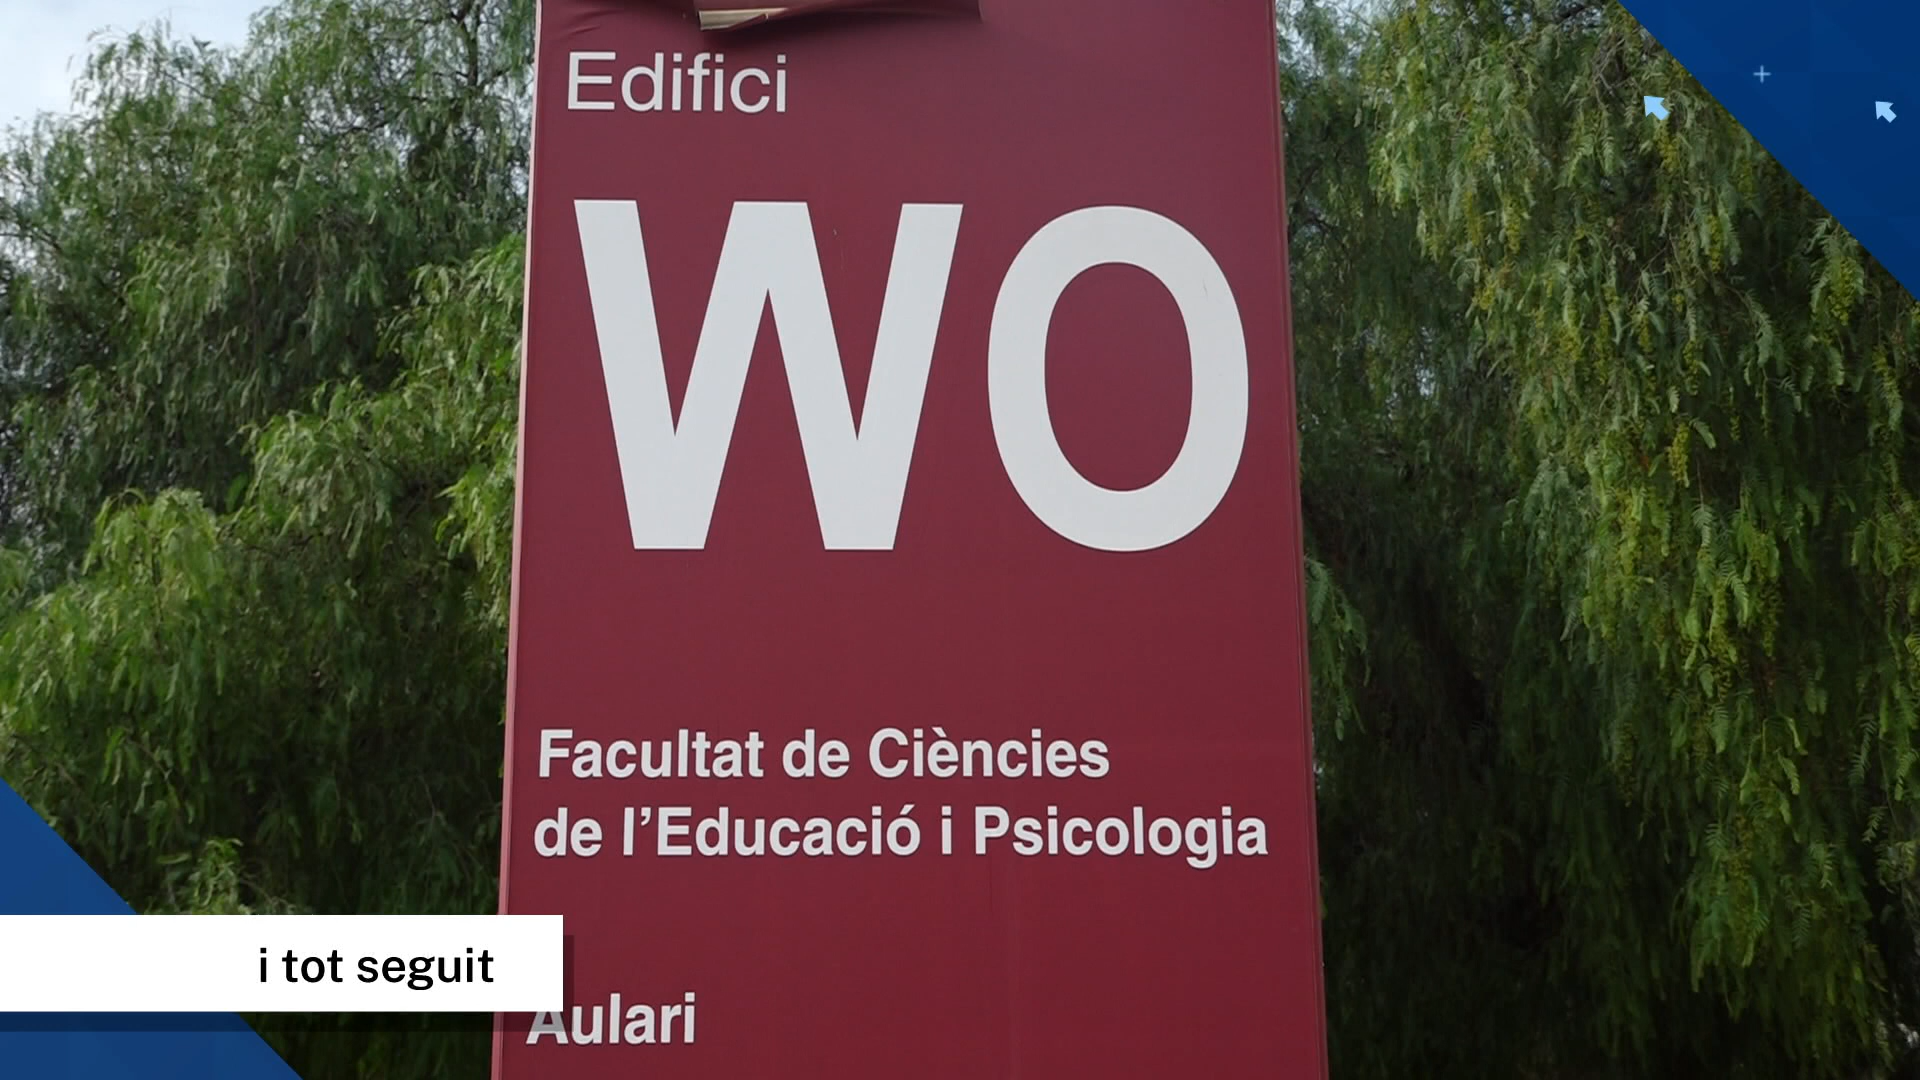 Edifici
WO
Facultat de Ciències
de l’Educació i Psicologia
i tot seguit
Aulari